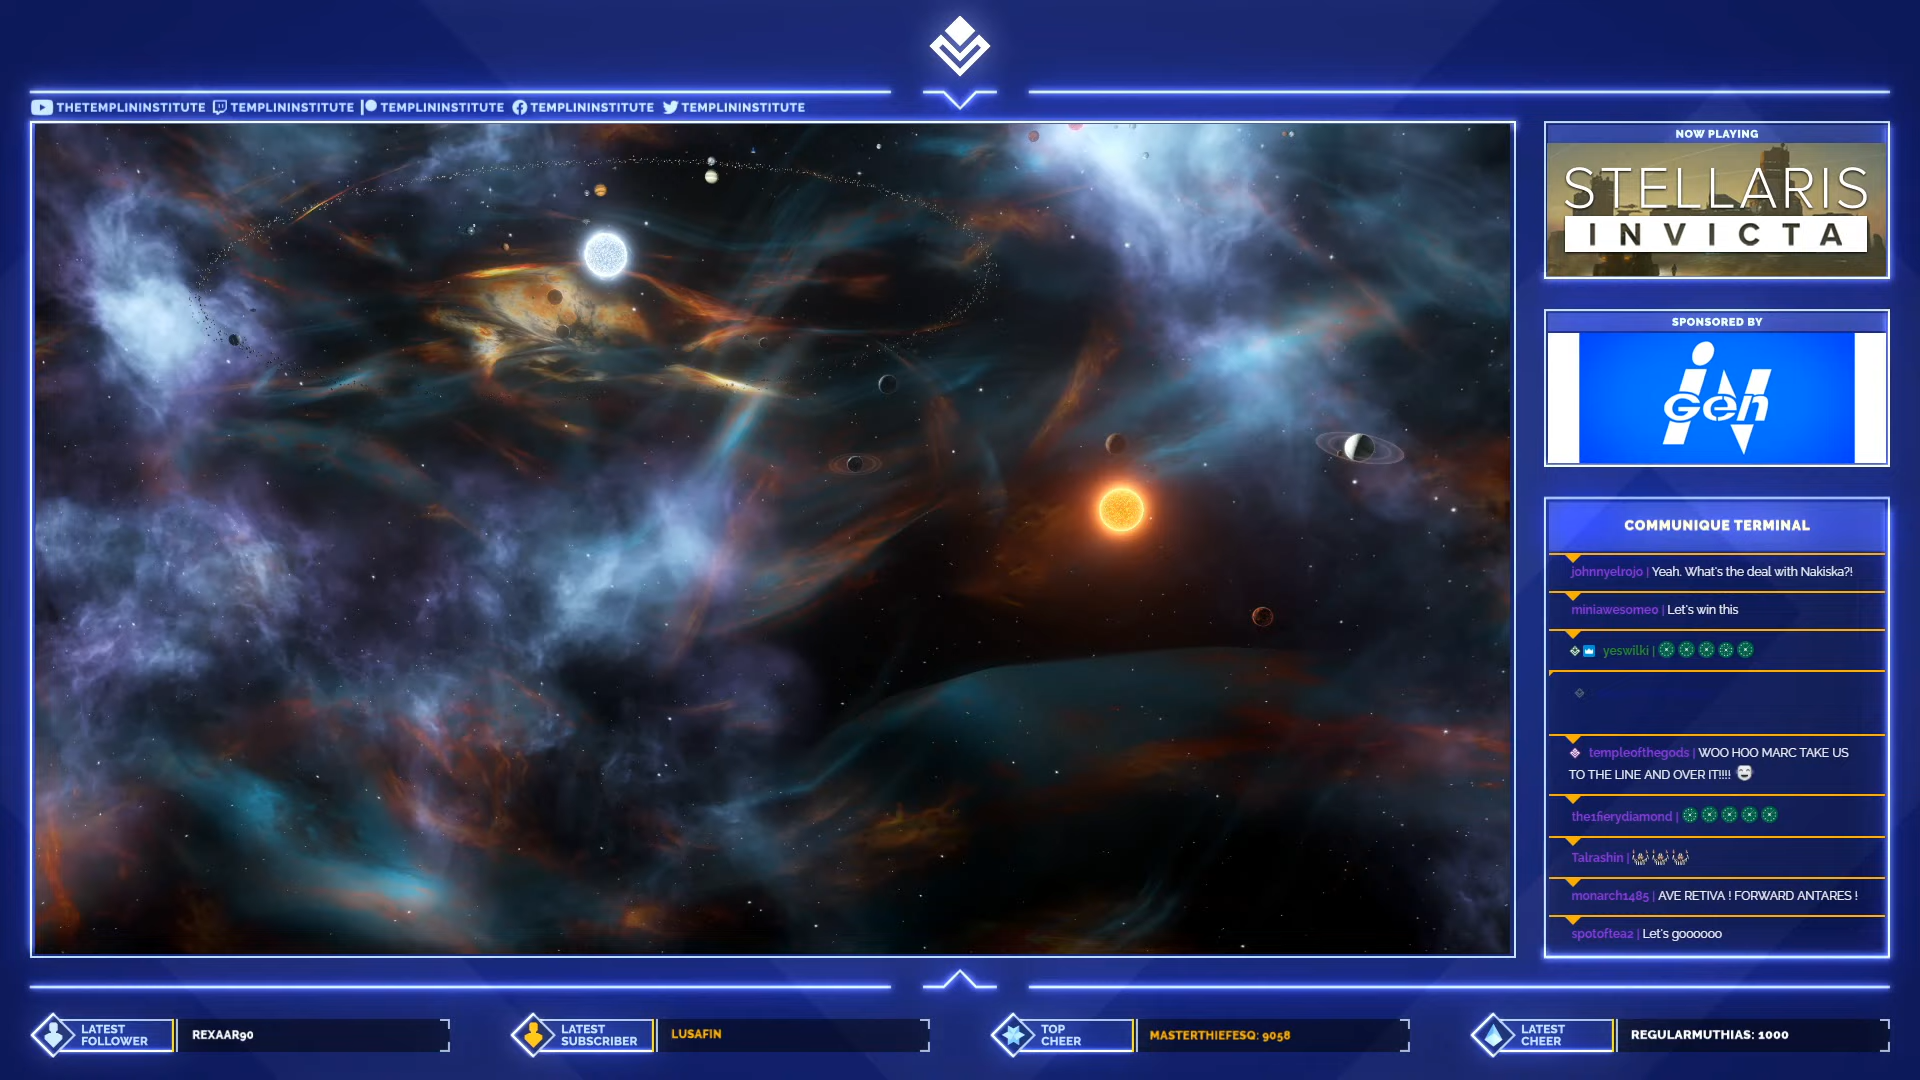 THETEMPLININSTITUTE TEMPLININSTITUTE TEMPLININSTITUTE TEMPLININSTITUTE TEMPLININSTITUTE
NOW PLAYING
STELLARIS
INVICTA
SPONSORED BY
InGen
COMMUNIQUE TERMINAL
johnnyelrojo | Yeah. What's the deal with Nakiska?!
miniawesomeo | Let's win this
yeswilki |
templeofthegods | WOO HOO MARC TAKE US
TO THE LINE AND OVER IT!!!!
the1fierydiamond |
Talrashin |
monarch1485 | AVE RETIVA ! FORWARD ANTARES !
spotoftea2 | Let's goooooo
LATEST
FOLLOWER
REXAAR90
LATEST
SUBSCRIBER
LUSAFIN
TOP
CHEER
MASTERTHIEFESQ: 9058
LATEST
CHEER
REGULARMUTHIAS: 1000